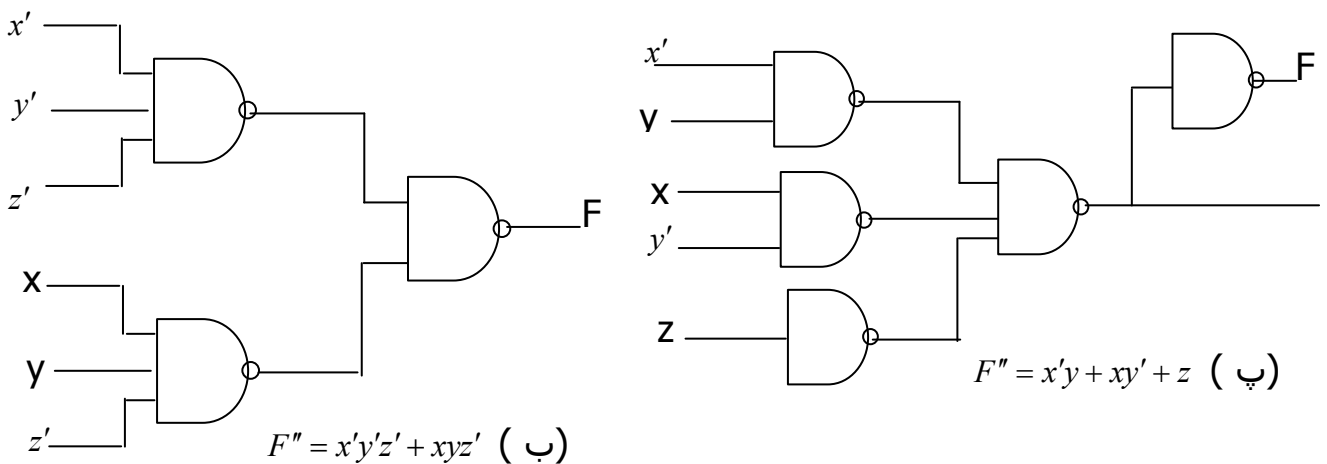 x′
y′
z′
F
x
y
z′
F″ = x′y′z′ + xyz′ ( ب)
x′
y
x
y′
z
F
F″ = x′y + xy′ + z ( پ)